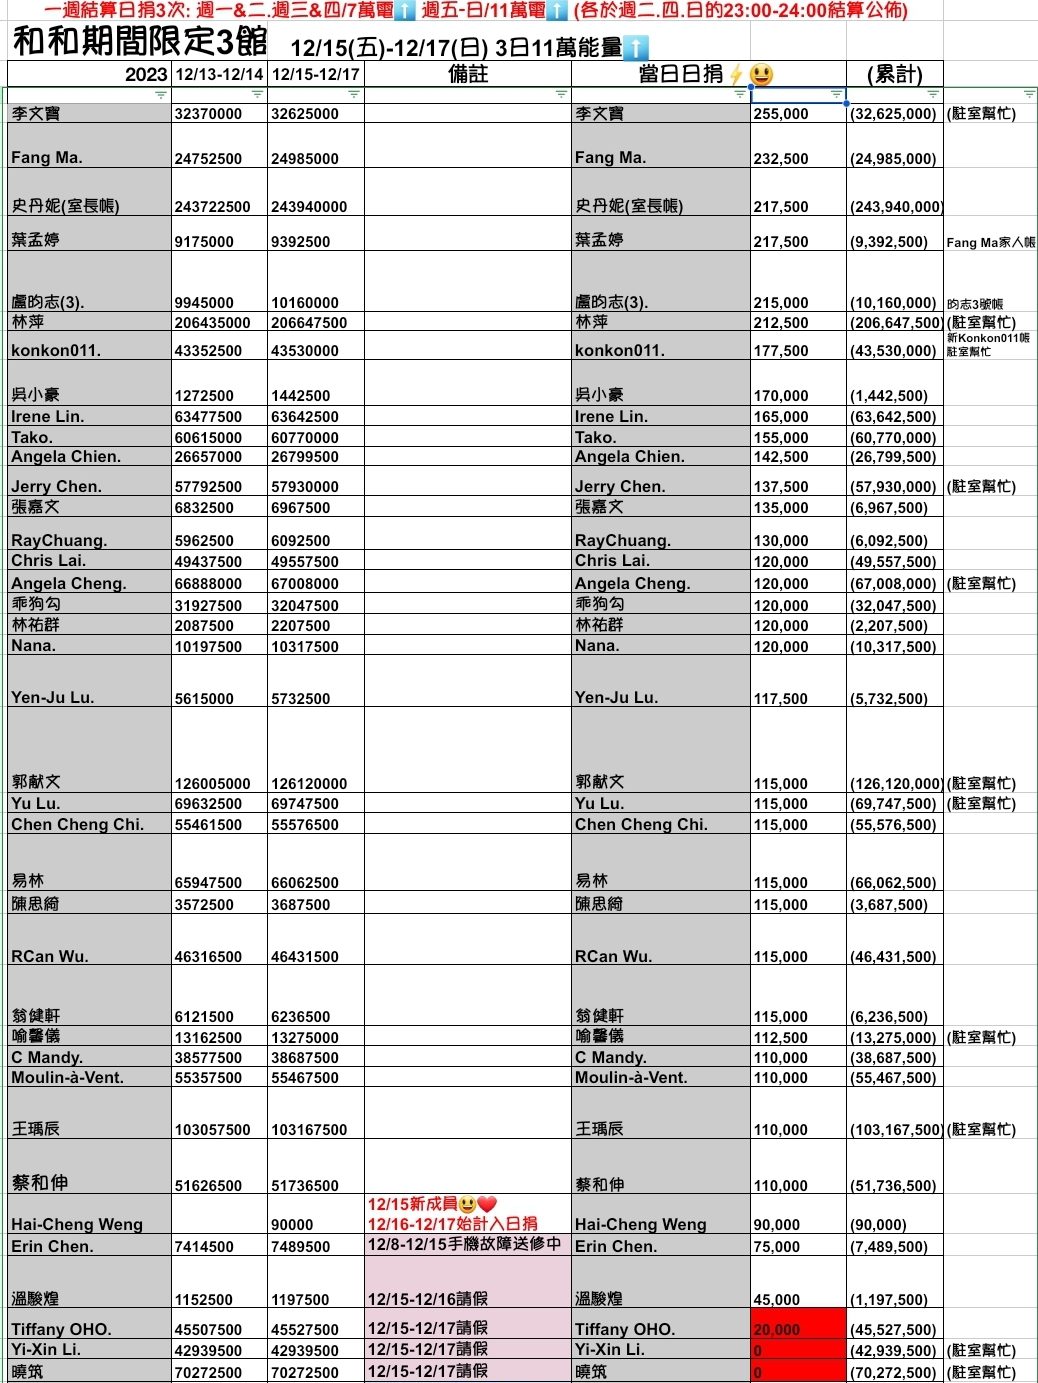 一週結算日捐3次: 週一&二.週三&四/7萬電⬆️ 週五-日/11萬電⬆️ (各於週二.四.日的23:00-24:00結算公佈)
和和期間限定3館 12/15(五)-12/17(日) 3日11萬能量⬆️
2023 12/13-12/14 12/15-12/17 備註 當日日捐⚡😃 (累計)
李文寶 32370000 32625000 李文寶 255,000 (32,625,000) (駐室幫忙)
Fang Ma. 24752500 24985000 Fang Ma. 232,500 (24,985,000)
史丹妮(室長帳) 243722500 243940000 史丹妮(室長帳) 217,500 (243,940,000)
葉孟婷 9175000 9392500 葉孟婷 217,500 (9,392,500) Fang Ma家人帳
盧昀志(3). 9945000 10160000 盧昀志(3). 215,000 (10,160,000) 昀志3號帳
林萍 206435000 206647500 林萍 212,500 (206,647,500) (駐室幫忙)
konkon011. 43352500 43530000 konkon011. 177,500 (43,530,000) 新Konkon011帳
駐室幫忙
吳小豪 1272500 1442500 吳小豪 170,000 (1,442,500)
Irene Lin. 63477500 63642500 Irene Lin. 165,000 (63,642,500)
Tako. 60615000 60770000 Tako. 155,000 (60,770,000)
Angela Chien. 26657000 26799500 Angela Chien. 142,500 (26,799,500)
Jerry Chen. 57792500 57930000 Jerry Chen. 137,500 (57,930,000) (駐室幫忙)
張嘉文 6832500 6967500 張嘉文 135,000 (6,967,500)
RayChuang. 5962500 6092500 RayChuang. 130,000 (6,092,500)
Chris Lai. 49437500 49557500 Chris Lai. 120,000 (49,557,500)
Angela Cheng. 66888000 67008000 Angela Cheng. 120,000 (67,008,000) (駐室幫忙)
乖狗勾 31927500 32047500 乖狗勾 120,000 (32,047,500)
林祐群 2087500 2207500 林祐群 120,000 (2,207,500)
Nana. 10197500 10317500 Nana. 120,000 (10,317,500)
Yen-Ju Lu. 5615000 5732500 Yen-Ju Lu. 117,500 (5,732,500)
郭献文 126005000 126120000 郭献文 115,000 (126,120,000) (駐室幫忙)
Yu Lu. 69632500 69747500 Yu Lu. 115,000 (69,747,500) (駐室幫忙)
Chen Cheng Chi. 55461500 55576500 Chen Cheng Chi. 115,000 (55,576,500)
易林 65947500 66062500 易林 115,000 (66,062,500)
陳思綺 3572500 3687500 陳思綺 115,000 (3,687,500)
RCan Wu. 46316500 46431500 RCan Wu. 115,000 (46,431,500)
翁健軒 6121500 6236500 翁健軒 115,000 (6,236,500)
喻馨儀 13162500 13275000 喻馨儀 112,500 (13,275,000) (駐室幫忙)
C Mandy. 38577500 38687500 C Mandy. 110,000 (38,687,500)
Moulin-à-Vent. 55357500 55467500 Moulin-à-Vent. 110,000 (55,467,500)
王瑀辰 103057500 103167500 王瑀辰 110,000 (103,167,500) (駐室幫忙)
蔡和伸 51626500 51736500 蔡和伸 110,000 (51,736,500)
12/15新成員😃❤️
Hai-Cheng Weng 90000 12/16-12/17始計入日捐 Hai-Cheng Weng 90,000 (90,000)
Erin Chen. 7414500 7489500 12/8-12/15手機故障送修中 Erin Chen. 75,000 (7,489,500)
溫駿煌 1152500 1197500 12/15-12/16請假 溫駿煌 45,000 (1,197,500)
Tiffany OHO. 45507500 45527500 12/15-12/17請假 Tiffany OHO. 20,000 (45,527,500)
Yi-Xin Li. 42939500 42939500 12/15-12/17請假 Yi-Xin Li. 0 (42,939,500) (駐室幫忙)
曉筑 70272500 70272500 12/15-12/17請假 曉筑 0 (70,272,500) (駐室幫忙)